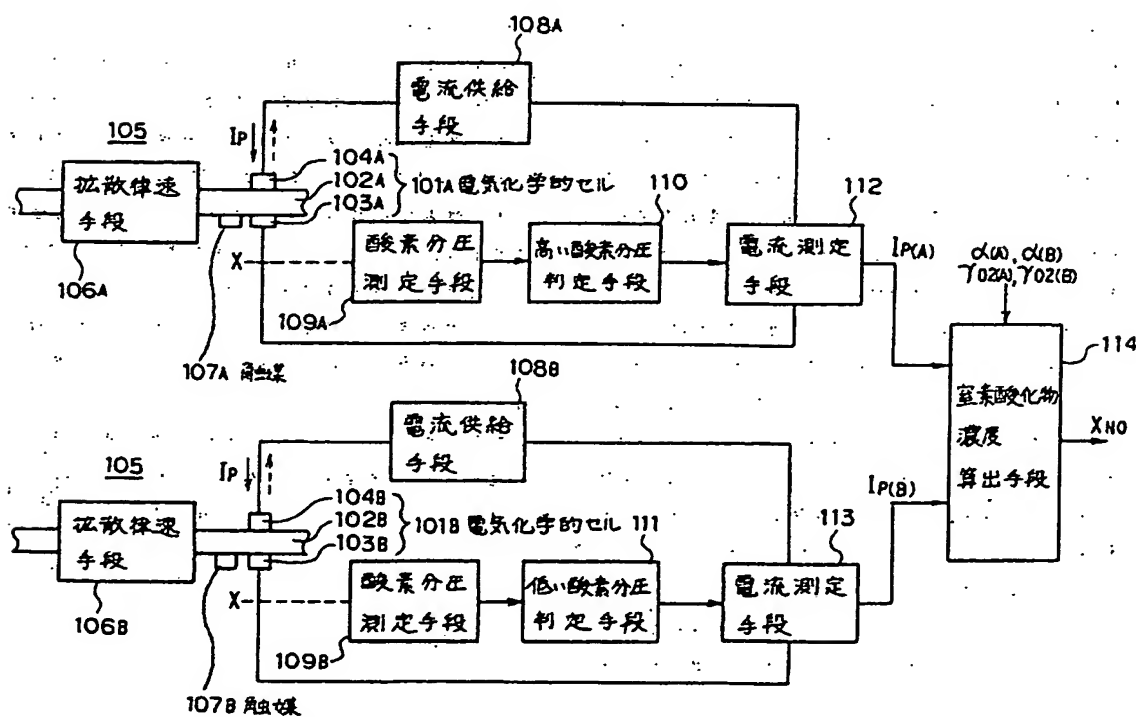 108A
電流供給
手段
105
IP
拡散律速
手段
106A
104A
102A
103A
101A 電気化学的セル
X
酸素分圧
測定手段
109A
110
高い酸素分圧
判定手段
112
電流測定
手段
IP(A)
107A 触媒
α(A), α(B)
γO2(A), γO2(B)
114
窒素酸化物
濃度
算出手段
XNO
108B
電流供給
手段
105
IP
拡散律速
手段
106B
104B
102B
103B
101B 電気化学的セル
X
酸素分圧
測定手段
109B
111
低い酸素分圧
判定手段
113
電流測定
手段
IP(B)
107B 触媒